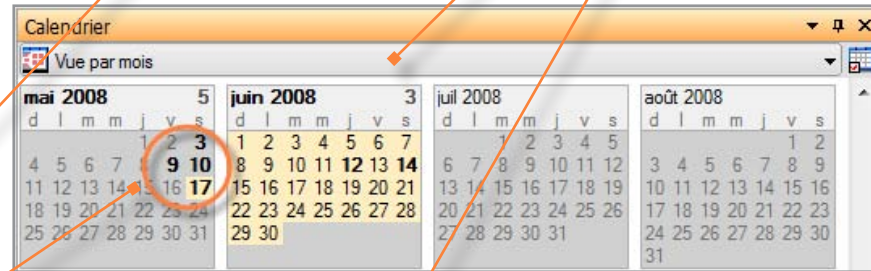 Calendrier
Vue par mois
mai 2008 5
d l m m j v s
1 2 3
4 5 6 7 8 9 10
11 12 13 14 15 16 17
18 19 20 21 22 23 24
25 26 27 28 29 30 31
juin 2008 3
d l m m j v s
1 2 3 4 5 6 7
8 9 10 11 12 13 14
15 16 17 18 19 20 21
22 23 24 25 26 27 28
29 30
juil 2008
d l m m j v s
1 2 3 4 5
6 7 8 9 10 11 12
13 14 15 16 17 18 19
20 21 22 23 24 25 26
27 28 29 30 31
août 2008
d l m m j v s
1 2
3 4 5 6 7 8 9
10 11 12 13 14 15 16
17 18 19 20 21 22 23
24 25 26 27 28 29 30
31